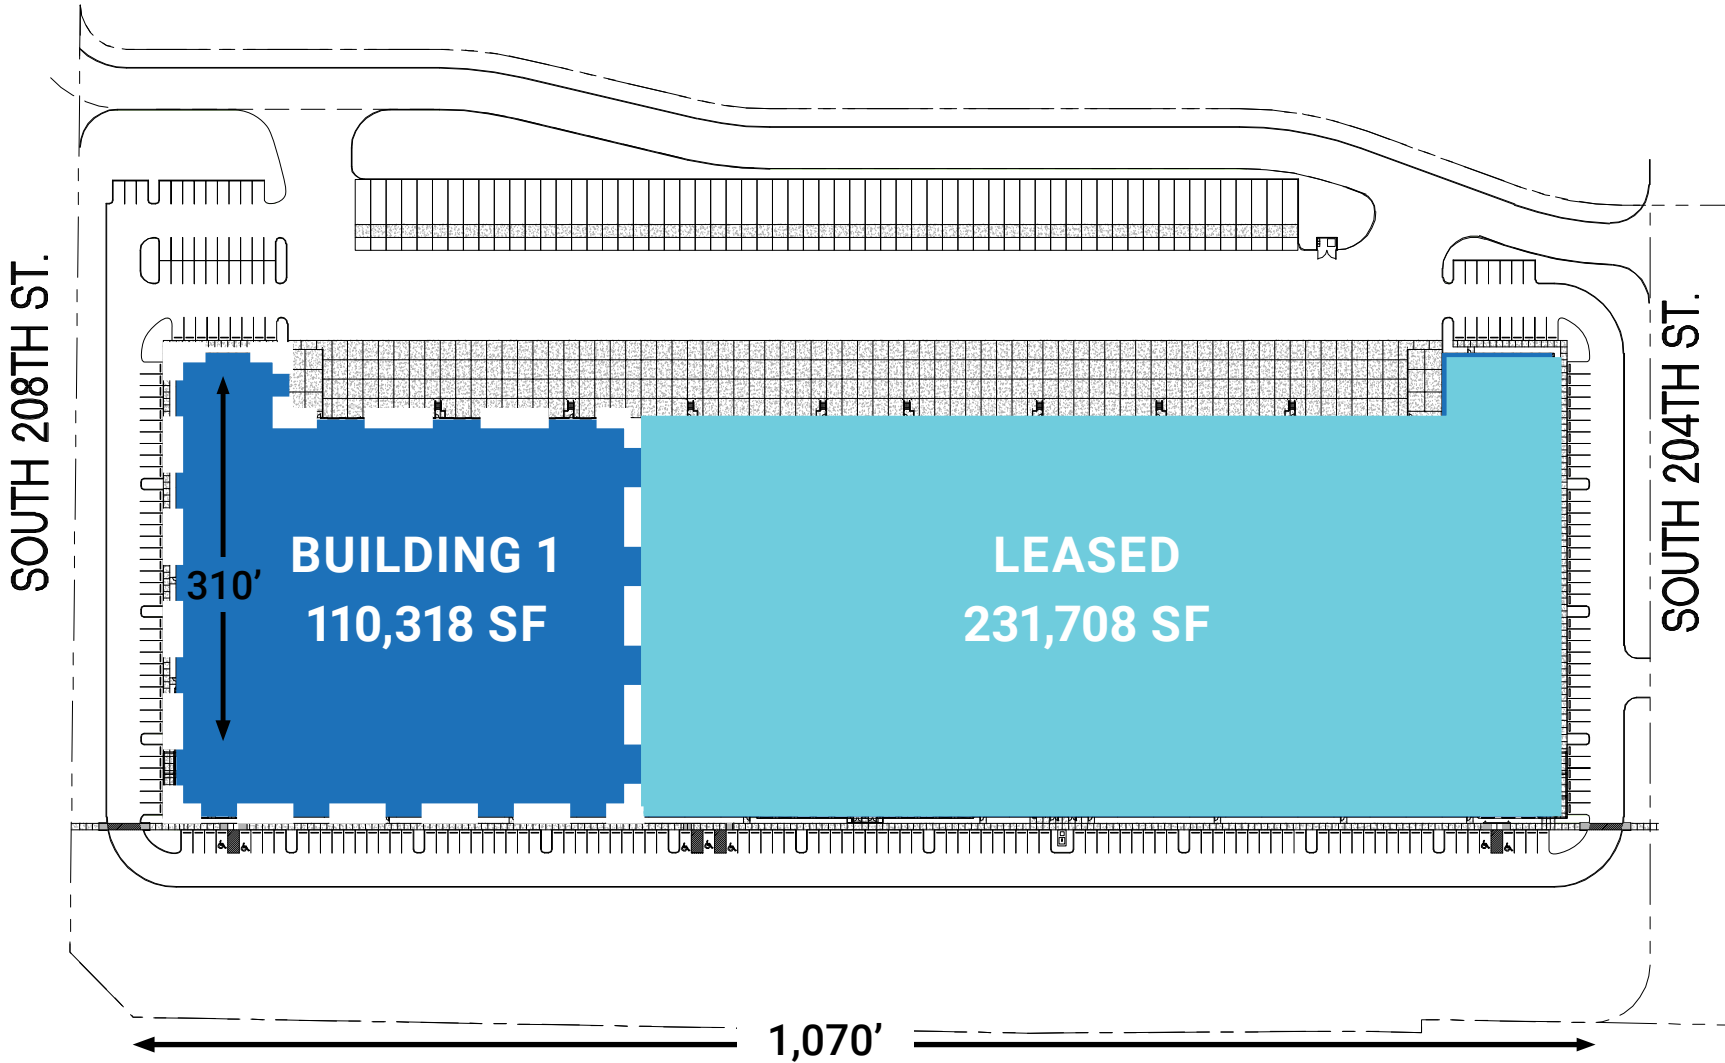 SOUTH 208TH ST.
310’
BUILDING 1
110,318 SF
LEASED
231,708 SF
SOUTH 204TH ST.
1,070’